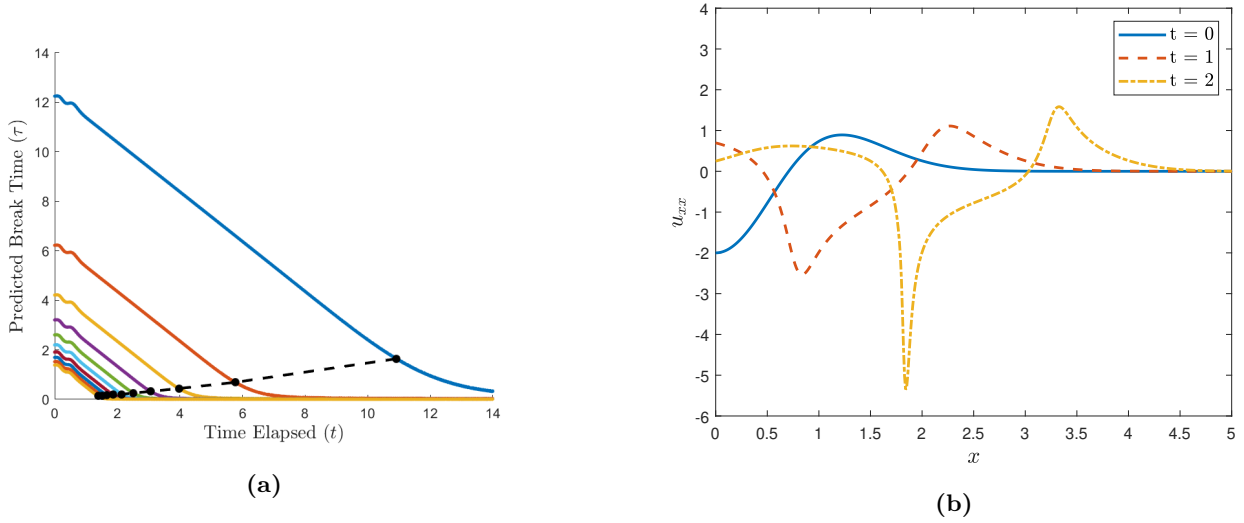 14
12
10
8
6
4
2
0
Predicted Break Time (τ)
0 2 4 6 8 10 12 14
Time Elapsed (t)
(a)
4
3
2
1
0
-1
-2
-3
-4
-5
-6
u_{xx}
t = 0
t = 1
t = 2
0 0.5 1 1.5 2 2.5 3 3.5 4 4.5 5
x
(b)